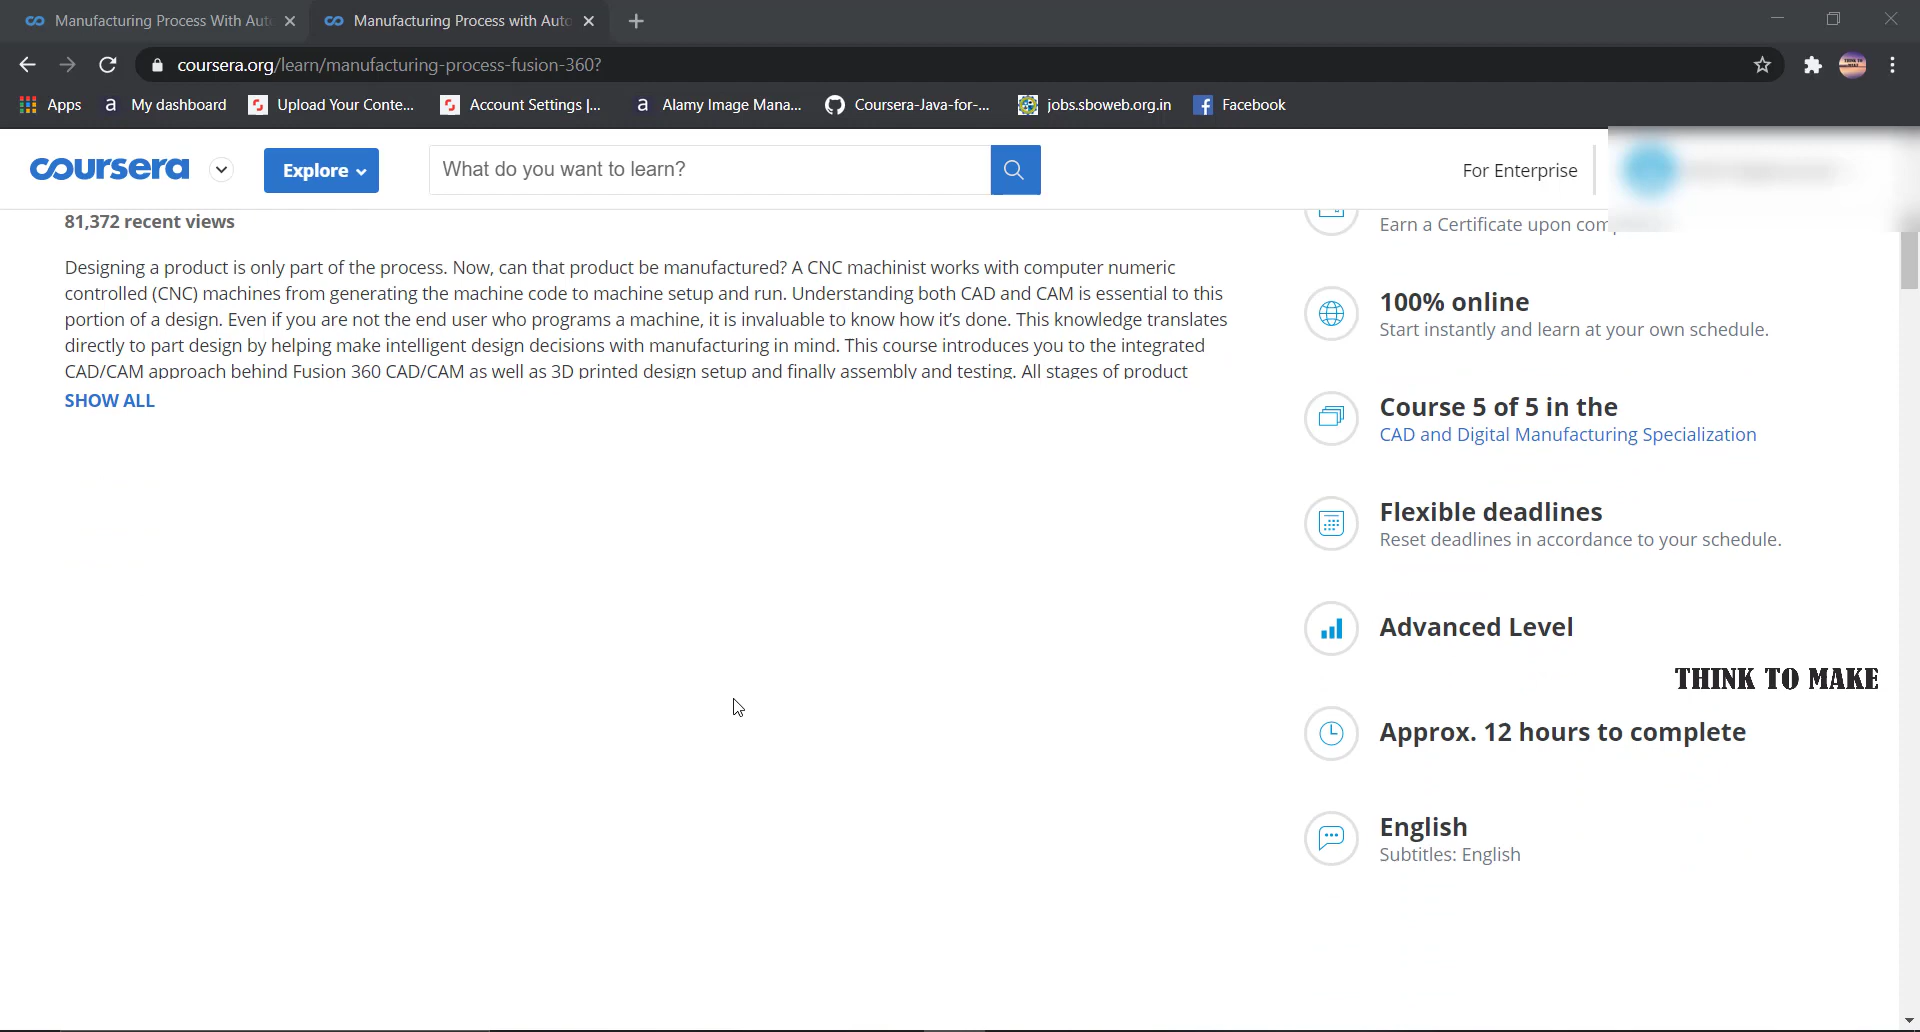 Manufacturing Process With Aut
Manufacturing Process with Auto
coursera.org/learn/manufacturing-process-fusion-360?
Apps
a My dashboard
Upload Your Conte...
Account Settings |...
a Alamy Image Mana...
Coursera-Java-for-...
jobs.sboweb.org.in
Facebook
coursera
Explore
What do you want to learn?
For Enterprise
81,372 recent views
Designing a product is only part of the process. Now, can that product be manufactured? A CNC machinist works with computer numeric
controlled (CNC) machines from generating the machine code to machine setup and run. Understanding both CAD and CAM is essential to this
portion of a design. Even if you are not the end user who programs a machine, it is invaluable to know how it’s done. This knowledge translates
directly to part design by helping make intelligent design decisions with manufacturing in mind. This course introduces you to the integrated
CAD/CAM approach behind Fusion 360 CAD/CAM as well as 3D printed design setup and finally assembly and testing. All stages of product
SHOW ALL
Earn a Certificate upon com
100% online
Start instantly and learn at your own schedule.
Course 5 of 5 in the
CAD and Digital Manufacturing Specialization
Flexible deadlines
Reset deadlines in accordance to your schedule.
Advanced Level
THINK TO MAKE
Approx. 12 hours to complete
English
Subtitles: English